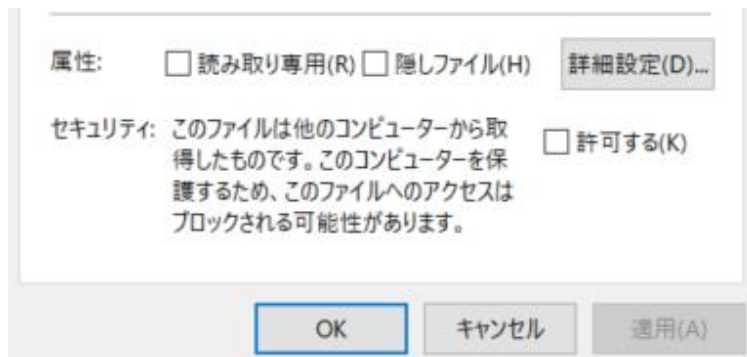 属性: 読み取り専用(R) 隠しファイル(H) 詳細設定(D)...
セキュリティ: このファイルは他のコンピューターから取
得したものです。このコンピューターを保
護するため、このファイルへのアクセスは
ブロックされる可能性があります。
許可する(K)
OK キャンセル 適用(A)